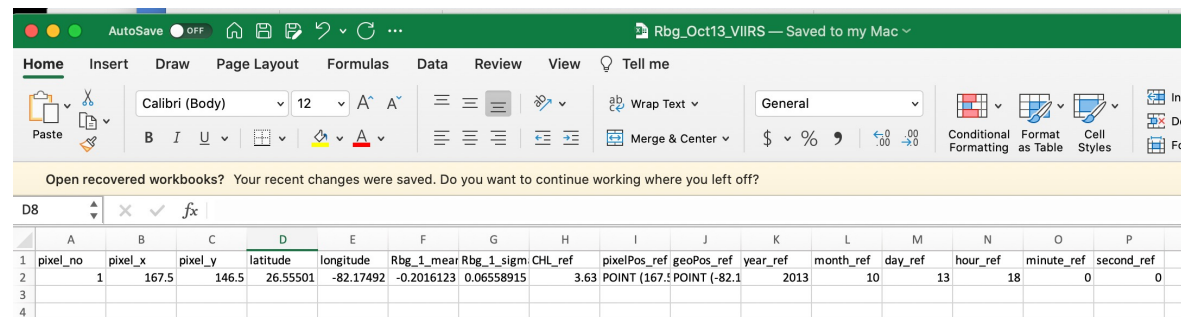 AutoSave OFF ... Rbg_Oct13_VIIRS — Saved to my Mac
Home Insert Draw Page Layout Formulas Data Review View Tell me
Paste Calibri (Body) 12 A^ Aˇ ab c Wrap Text General Conditional Formatting Format as Table Cell Styles
B I U A Merge & Center $ % 9 .00
Open recovered workbooks? Your recent changes were saved. Do you want to continue working where you left off?
D8 fx
A B C D E F G H I J K L M N O P
1 pixel_no pixel_x pixel_y latitude longitude Rbg_1_mear Rbg_1_sigm CHL_ref pixelPos_ref geoPos_ref year_ref month_ref day_ref hour_ref minute_ref second_ref
2 1 167.5 146.5 26.55501 -82.17492 -0.2016123 0.06558915 3.63 POINT (167.5 POINT (-82.1 2013 10 13 18 0 0
3
4